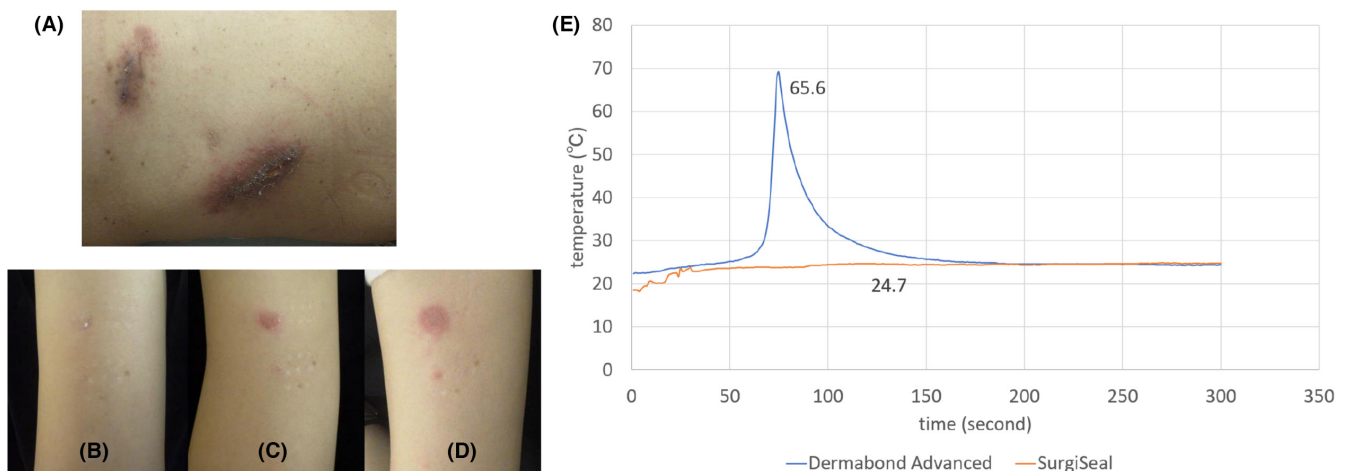 (A)
(B)
(C)
(D)
(E)
80
70
60
50
40
30
20
10
0
temperature (°C)
65.6
24.7
0 50 100 150 200 250 300 350
time (second)
Dermabond Advanced SurgiSeal